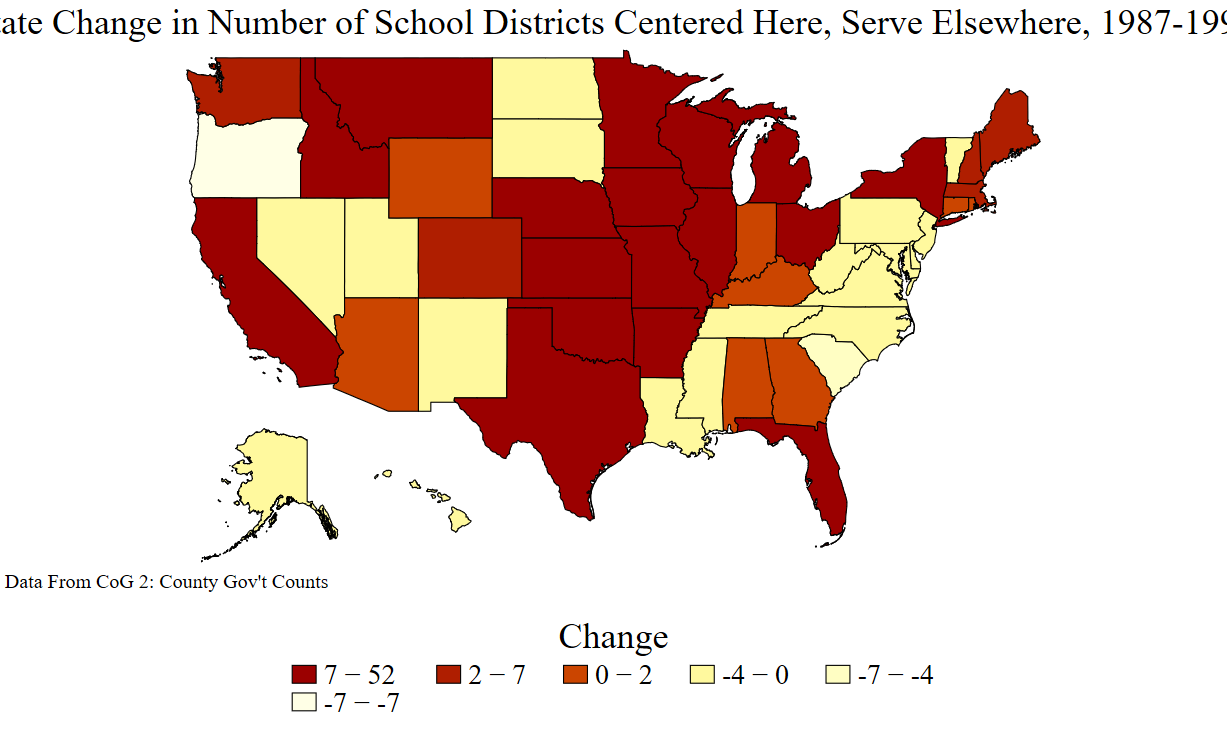 ate Change in Number of School Districts Centered Here, Serve Elsewhere, 1987-199
Data From CoG 2: County Gov't Counts
Change
7 − 52
2 − 7
0 − 2
-4 − 0
-7 − -4
-7 − -7